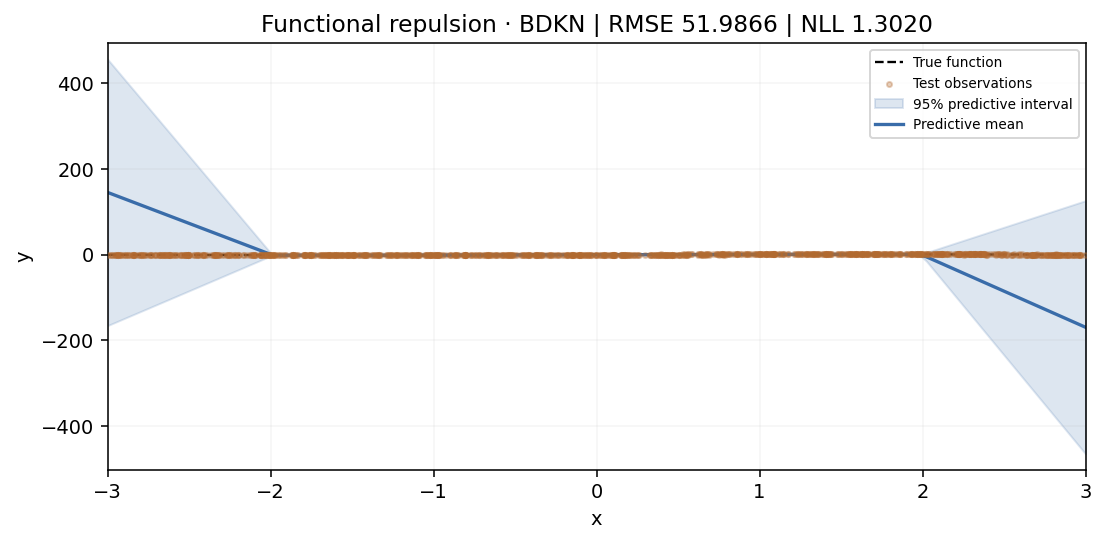 Functional repulsion · BDKN | RMSE 51.9866 | NLL 1.3020
True function
Test observations
95% predictive interval
Predictive mean
400
200
0
−200
−400
y
−3
−2
−1
0
1
2
3
x